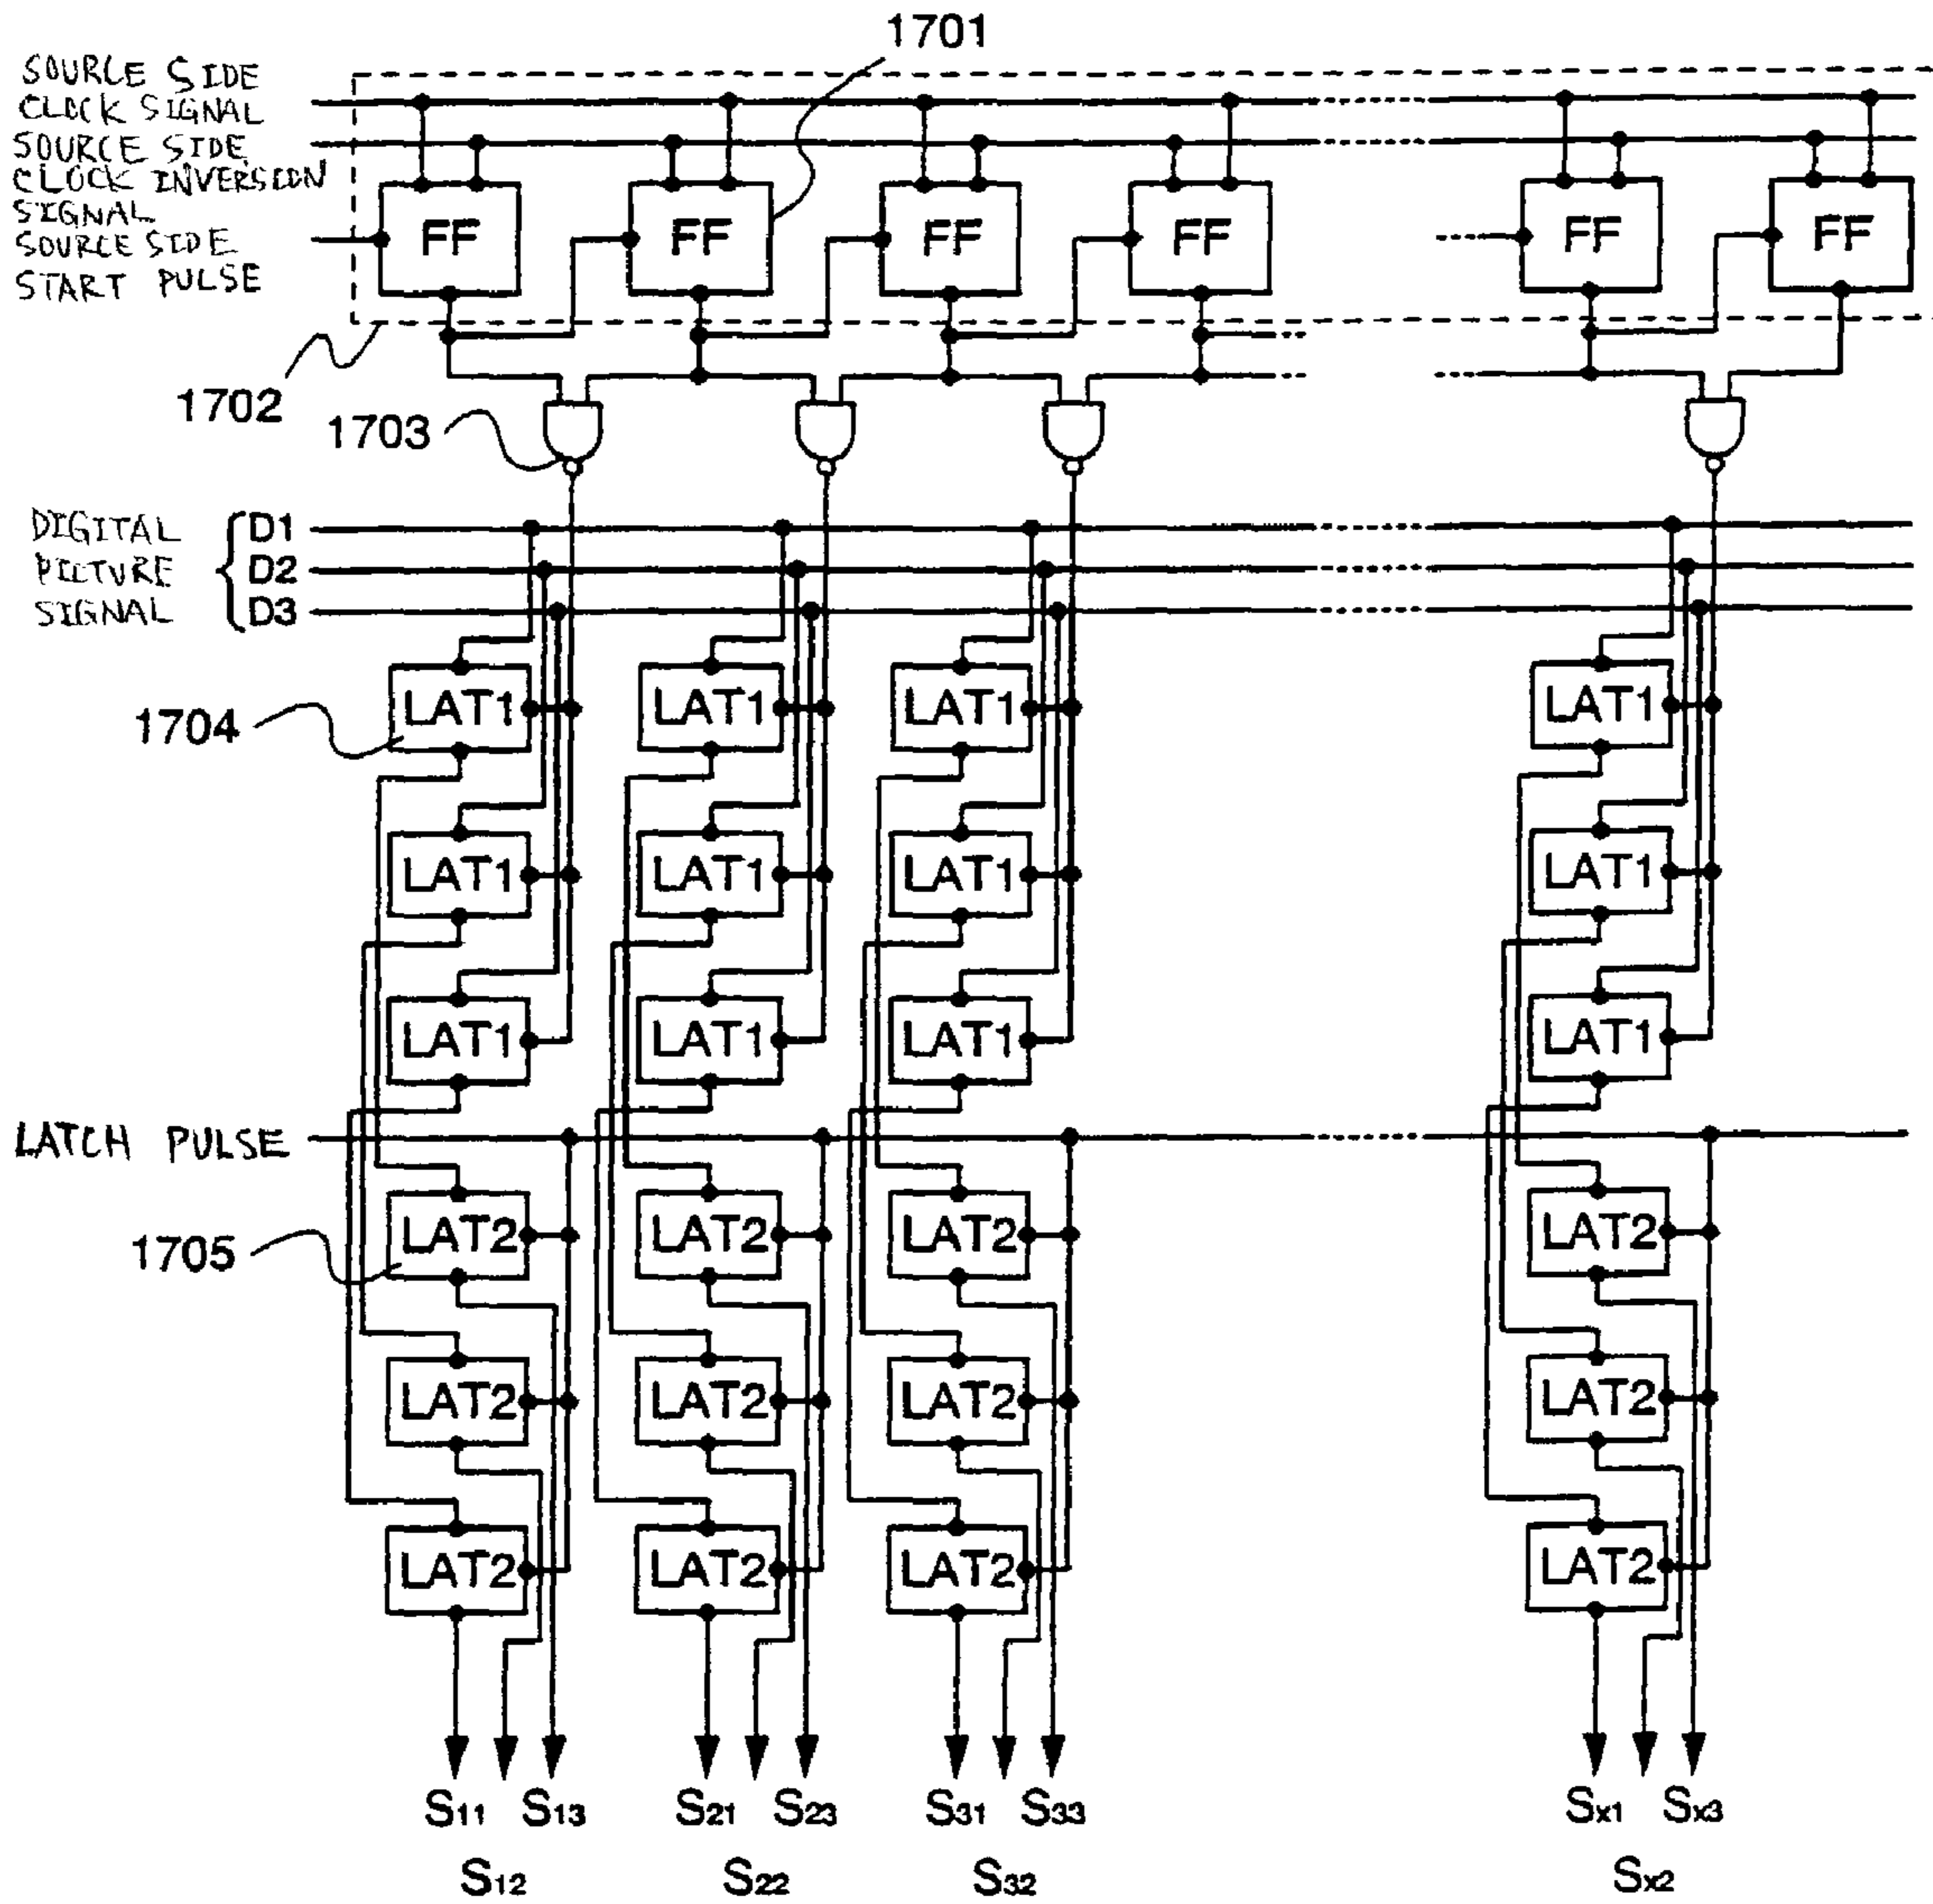 1701
SOURCE SIDE
CLOCK SIGNAL
SOURCE SIDE
CLOCK INVERSION
SIGNAL
SOURCE SIDE
START PULSE
FF FF FF FF FF FF
1702
1703
DIGITAL
PICTURE
SIGNAL
D1
D2
D3
LAT1 LAT1 LAT1 LAT1
1704
LAT1 LAT1 LAT1 LAT1
LAT1 LAT1 LAT1 LAT1
LATCH PULSE
LAT2 LAT2 LAT2 LAT2
1705
LAT2 LAT2 LAT2 LAT2
LAT2 LAT2 LAT2 LAT2
S11 S13 S21 S23 S31 S33 Sx1 Sx3
S12 S22 S32 Sx2